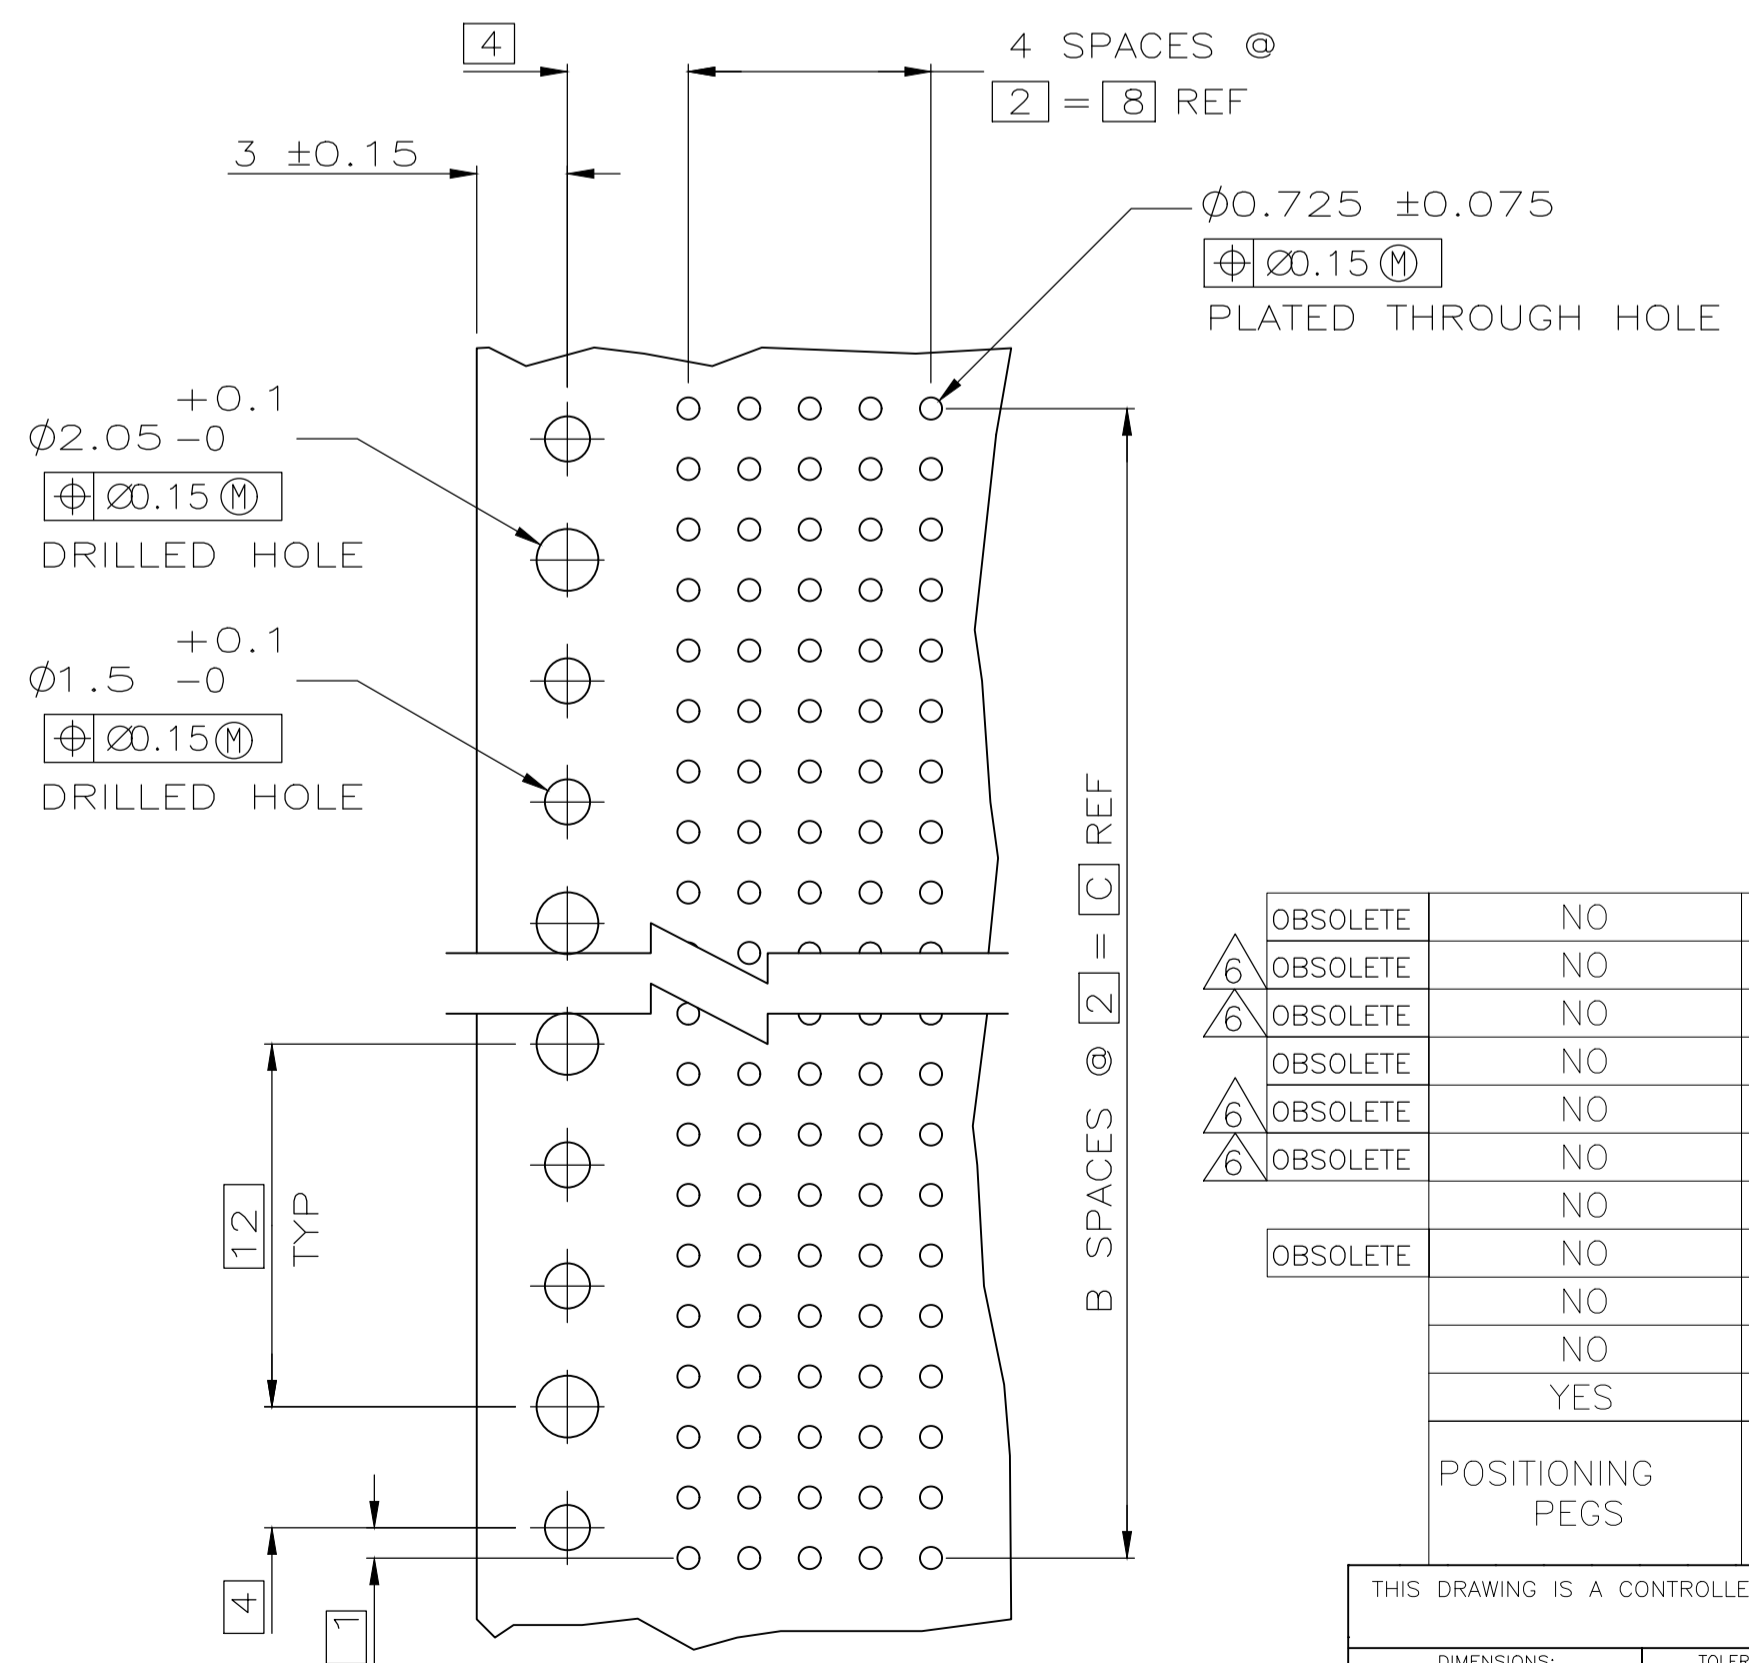 4
4 SPACES @
2 = 8 REF
3 ±0.15
Ø0.725 ±0.075
⌖ Ø0.15 Ⓜ
PLATED THROUGH HOLE
+0.1
Ø2.05 -0
⌖ Ø0.15 Ⓜ
DRILLED HOLE
+0.1
Ø1.5 -0
⌖ Ø0.15 Ⓜ
DRILLED HOLE
B SPACES @ 2 = C REF
12
TYP
4
1
OBSOLETE NO
6 OBSOLETE NO
6 OBSOLETE NO
OBSOLETE NO
6 OBSOLETE NO
6 OBSOLETE NO
NO
OBSOLETE NO
NO
NO
YES
POSITIONING
PEGS
THIS DRAWING IS A CONTROLLE
DIMENSIONS: TOLER